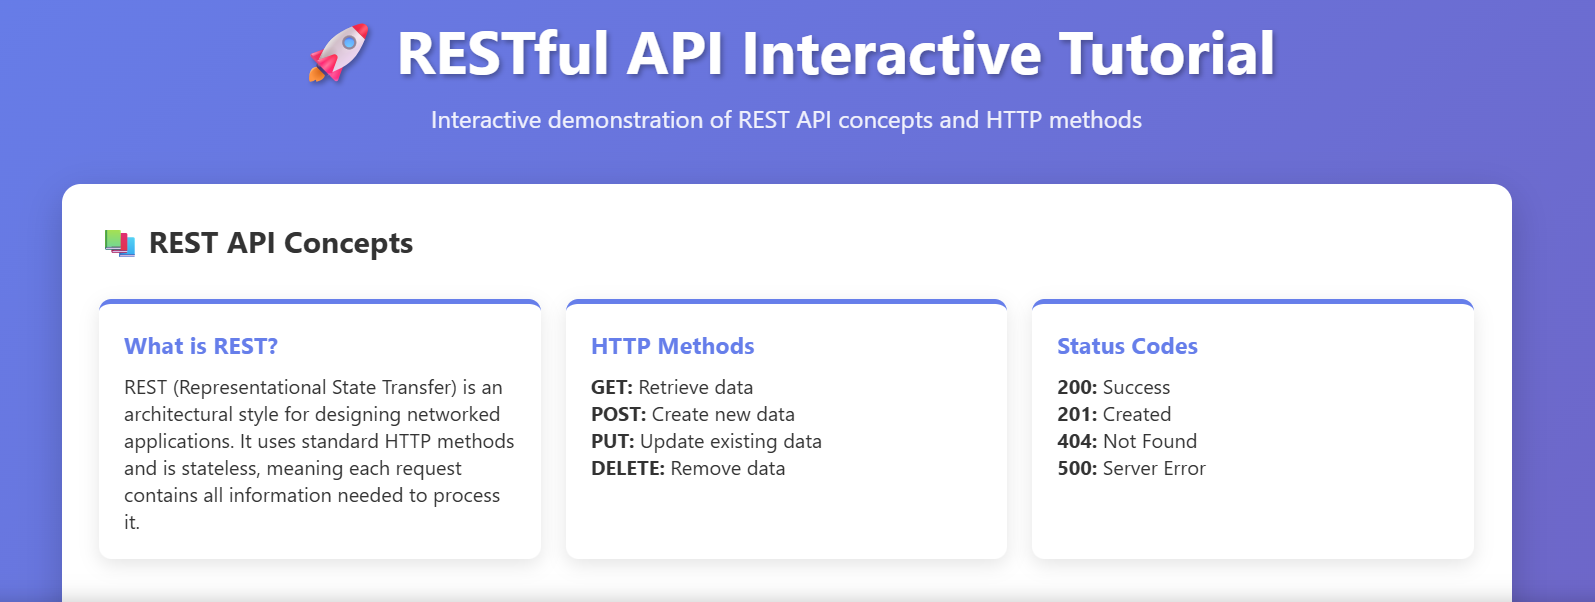 RESTful API Interactive Tutorial
Interactive demonstration of REST API concepts and HTTP methods
REST API Concepts
What is REST?
REST (Representational State Transfer) is an
architectural style for designing networked
applications. It uses standard HTTP methods
and is stateless, meaning each request
contains all information needed to process
it.
HTTP Methods
GET: Retrieve data
POST: Create new data
PUT: Update existing data
DELETE: Remove data
Status Codes
200: Success
201: Created
404: Not Found
500: Server Error